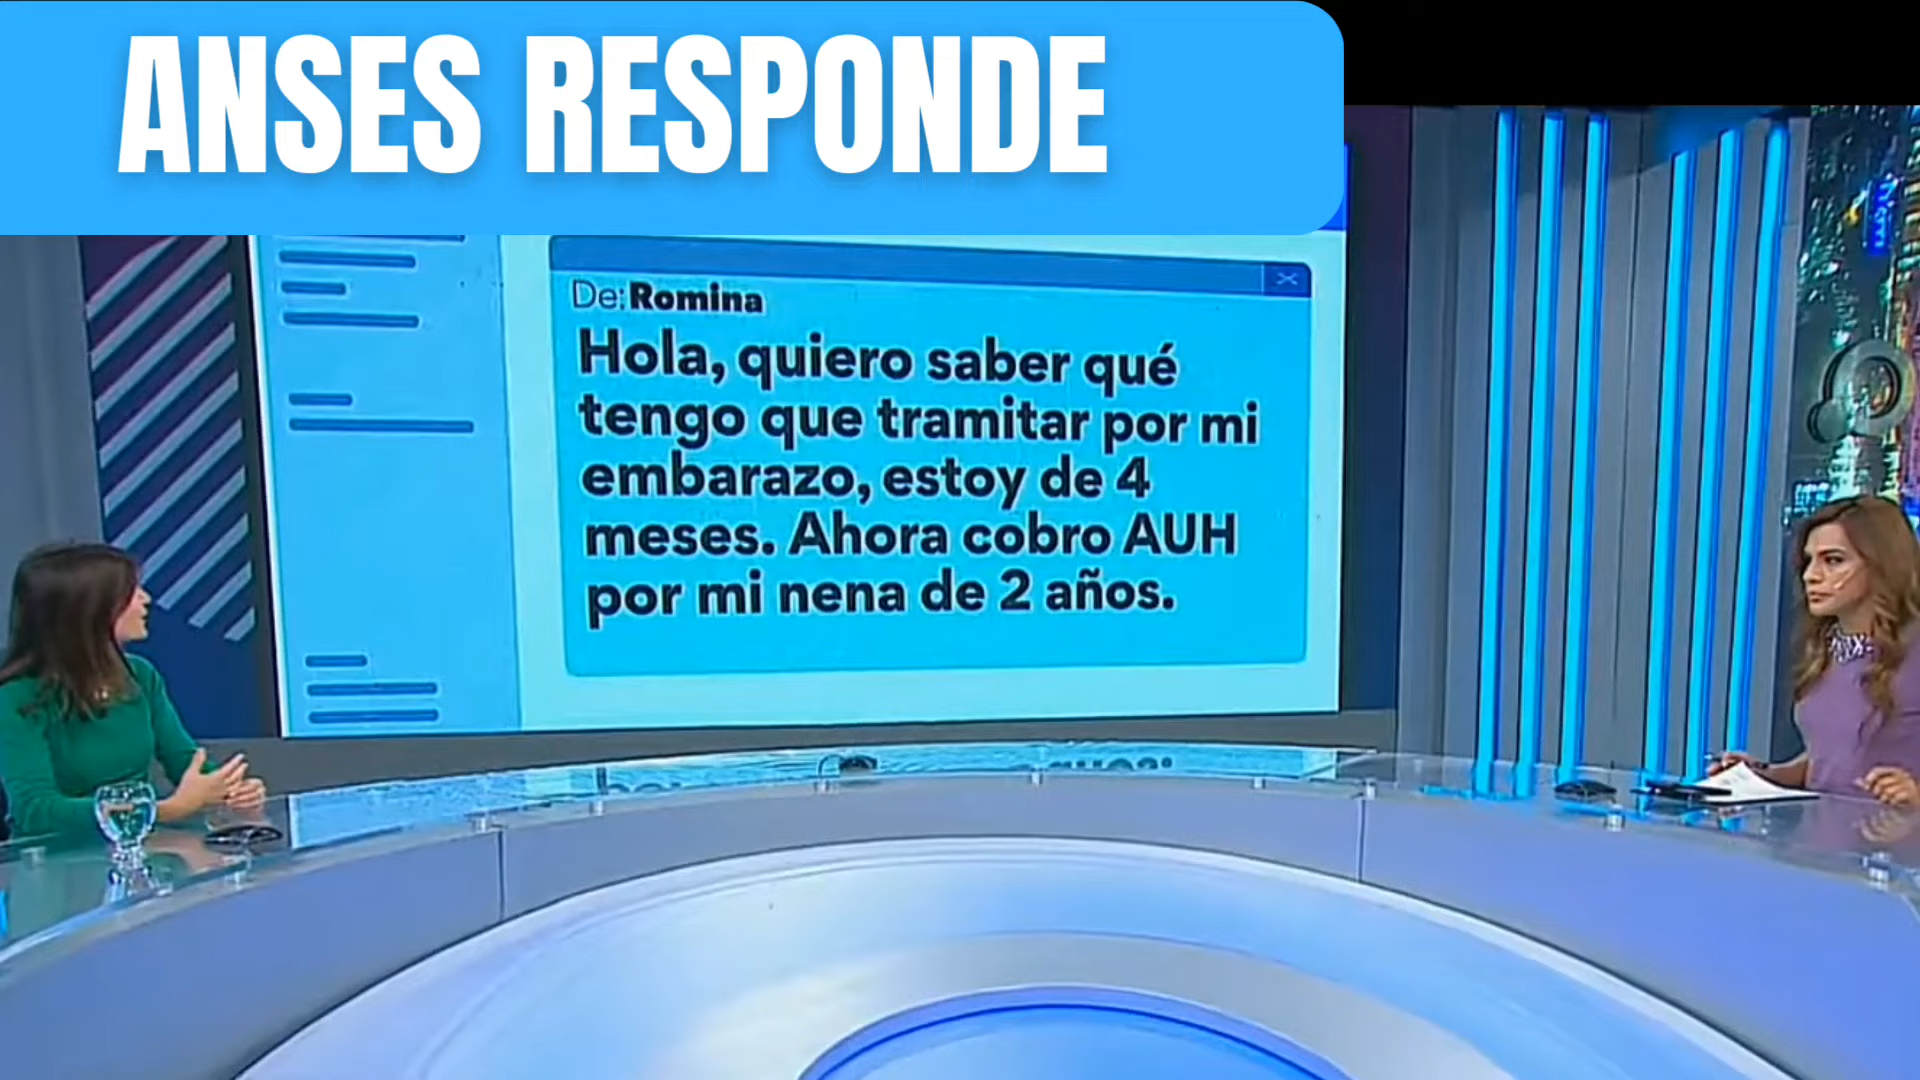 ANSES RESPONDE
De: Romina
Hola, quiero saber qué
tengo que tramitar por mi
embarazo, estoy de 4
meses. Ahora cobro AUH
por mi nena de 2 años.